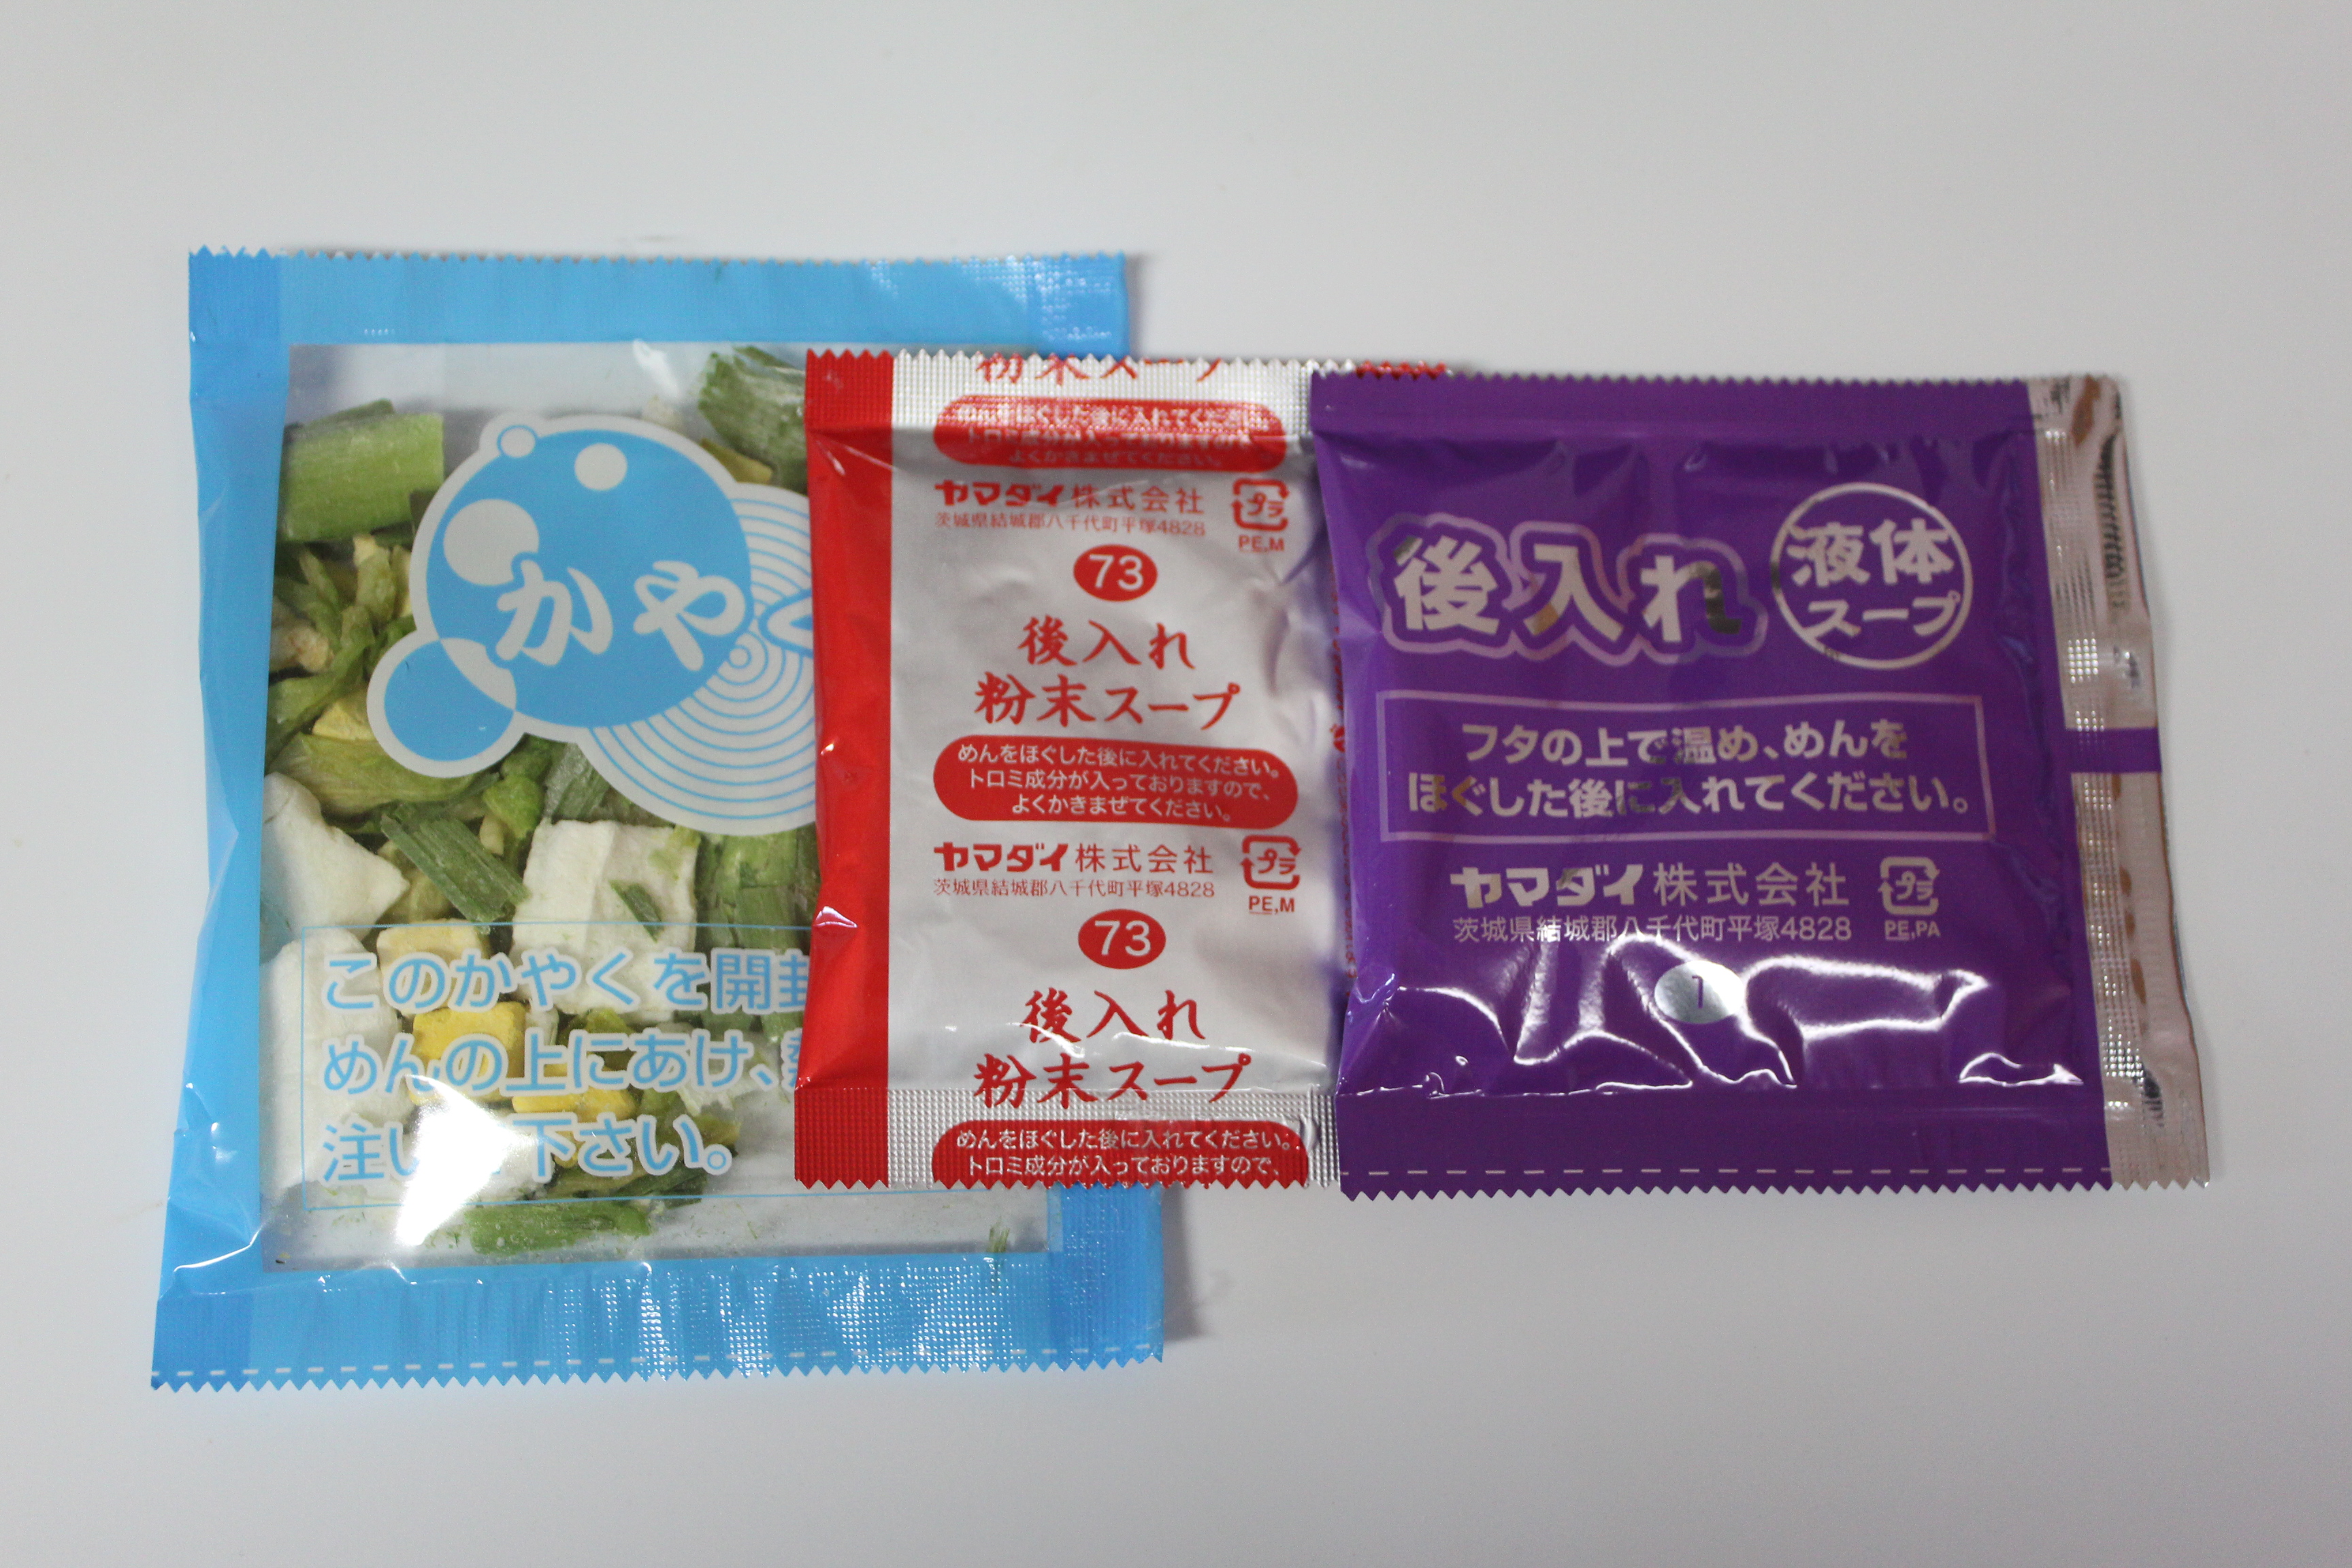 かやく
このかやくを開封
めんの上にあけ、熱
注い 下さい。
粉末スープ
めんをほぐした後に入れてください。
トロミ成分が入っておりますので、
よくかきまぜてください。
ヤマダイ株式会社
茨城県結城郡八千代町平塚4828
プラ
PE,M
73
後入れ
粉末スープ
めんをほぐした後に入れてください。
トロミ成分が入っておりますので、
よくかきまぜてください。
ヤマダイ株式会社
茨城県結城郡八千代町平塚4828
プラ
PE,M
73
後入れ
粉末スープ
めんをほぐした後に入れてください。
トロミ成分が入っておりますので、
後入れ
液体
スープ
フタの上で温め、めんを
ほぐした後に入れてください。
ヤマダイ株式会社
茨城県結城郡八千代町平塚4828
プラ
PE,PA
1